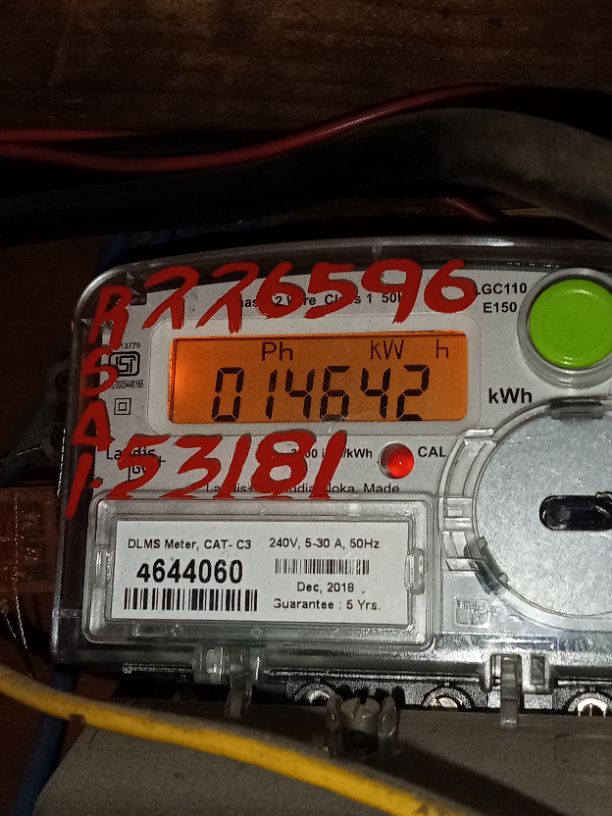 R 226596
LGC110
E150
Ph kW h
014642
kWh
B
A
CAL
1.53181
DLMS Meter, CAT- C3
240V, 5-30 A, 50Hz
4644060
Dec, 2018
Guarantee : 5 Yrs.